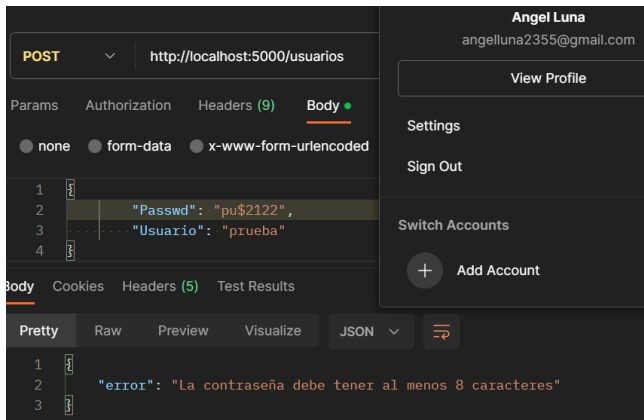 POST http://localhost:5000/usuarios
Params Authorization Headers (9) Body
none form-data x-www-form-urlencoded
1 {
2 "Passwd": "pu$2122",
3 "Usuario": "prueba"
4 }
Body Cookies Headers (5) Test Results
Pretty Raw Preview Visualize JSON
1 {
2 "error": "La contraseña debe tener al menos 8 caracteres"
3 }
Angel Luna
angelluna2355@gmail.com
View Profile
Settings
Sign Out
Switch Accounts
+ Add Account